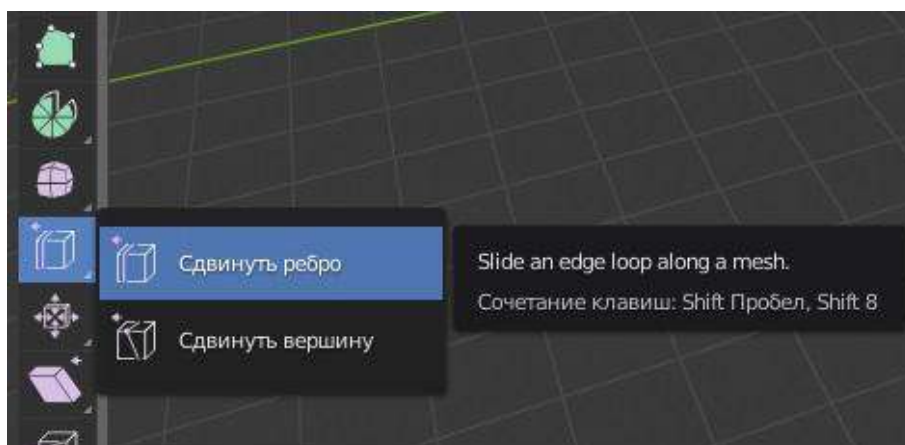 Сдвинуть ребро
Slide an edge loop along a mesh.
Сочетание клавиш: Shift Пробел, Shift 8
Сдвинуть вершину